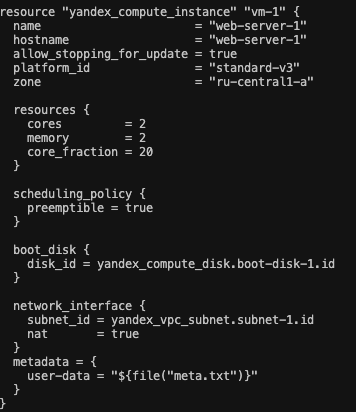 resource "yandex_compute_instance" "vm-1" {
  name                      = "web-server-1"
  hostname                  = "web-server-1"
  allow_stopping_for_update = true
  platform_id               = "standard-v3"
  zone                      = "ru-central1-a"

  resources {
    cores         = 2
    memory        = 2
    core_fraction = 20
  }

  scheduling_policy {
    preemptible = true
  }

  boot_disk {
    disk_id = yandex_compute_disk.boot-disk-1.id
  }

  network_interface {
    subnet_id = yandex_vpc_subnet.subnet-1.id
    nat       = true
  }
  metadata = {
    user-data = "${file("meta.txt")}"
  }
}